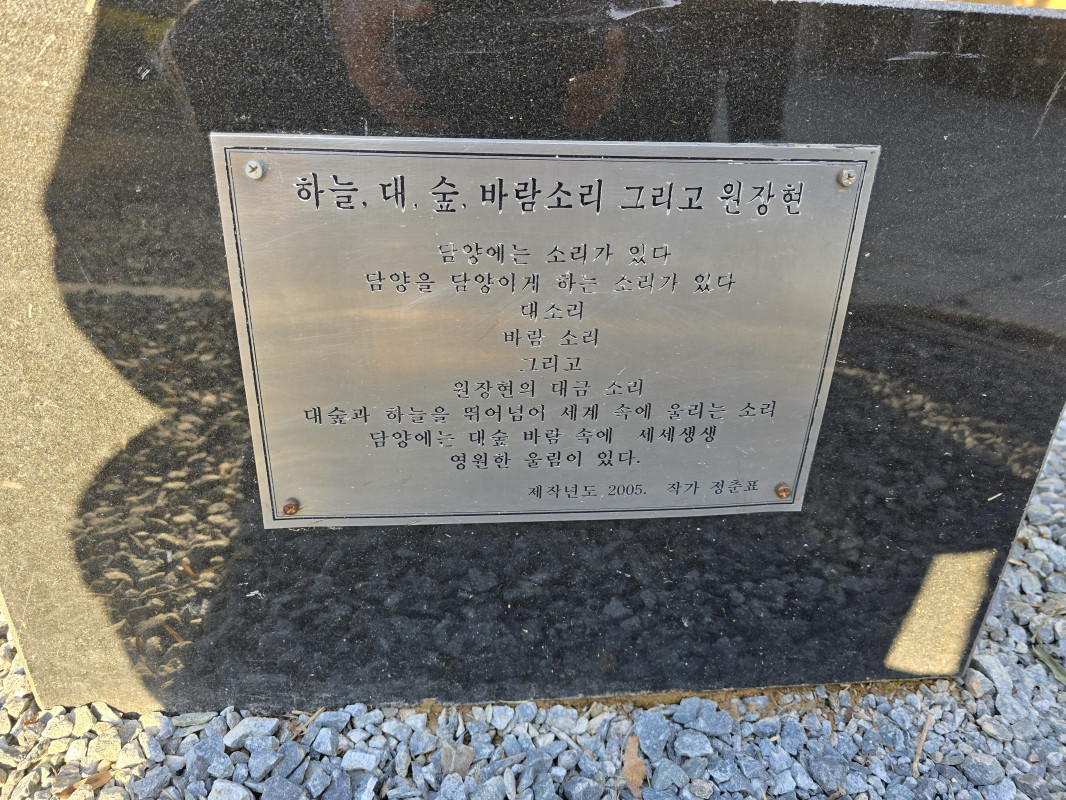 하늘, 대, 숲, 바람소리 그리고 원장현
담양에는 소리가 있다
담양을 담양이게 하는 소리가 있다
대소리
바람 소리
그리고
원장현의 대금 소리
대숲과 하늘을 뛰어넘이 세계 속에 울리는 소리
담양에는 대숲 바람 속에 세세생생
영원한 울림이 있다.
제작년도, 2005. 작가 정춘표